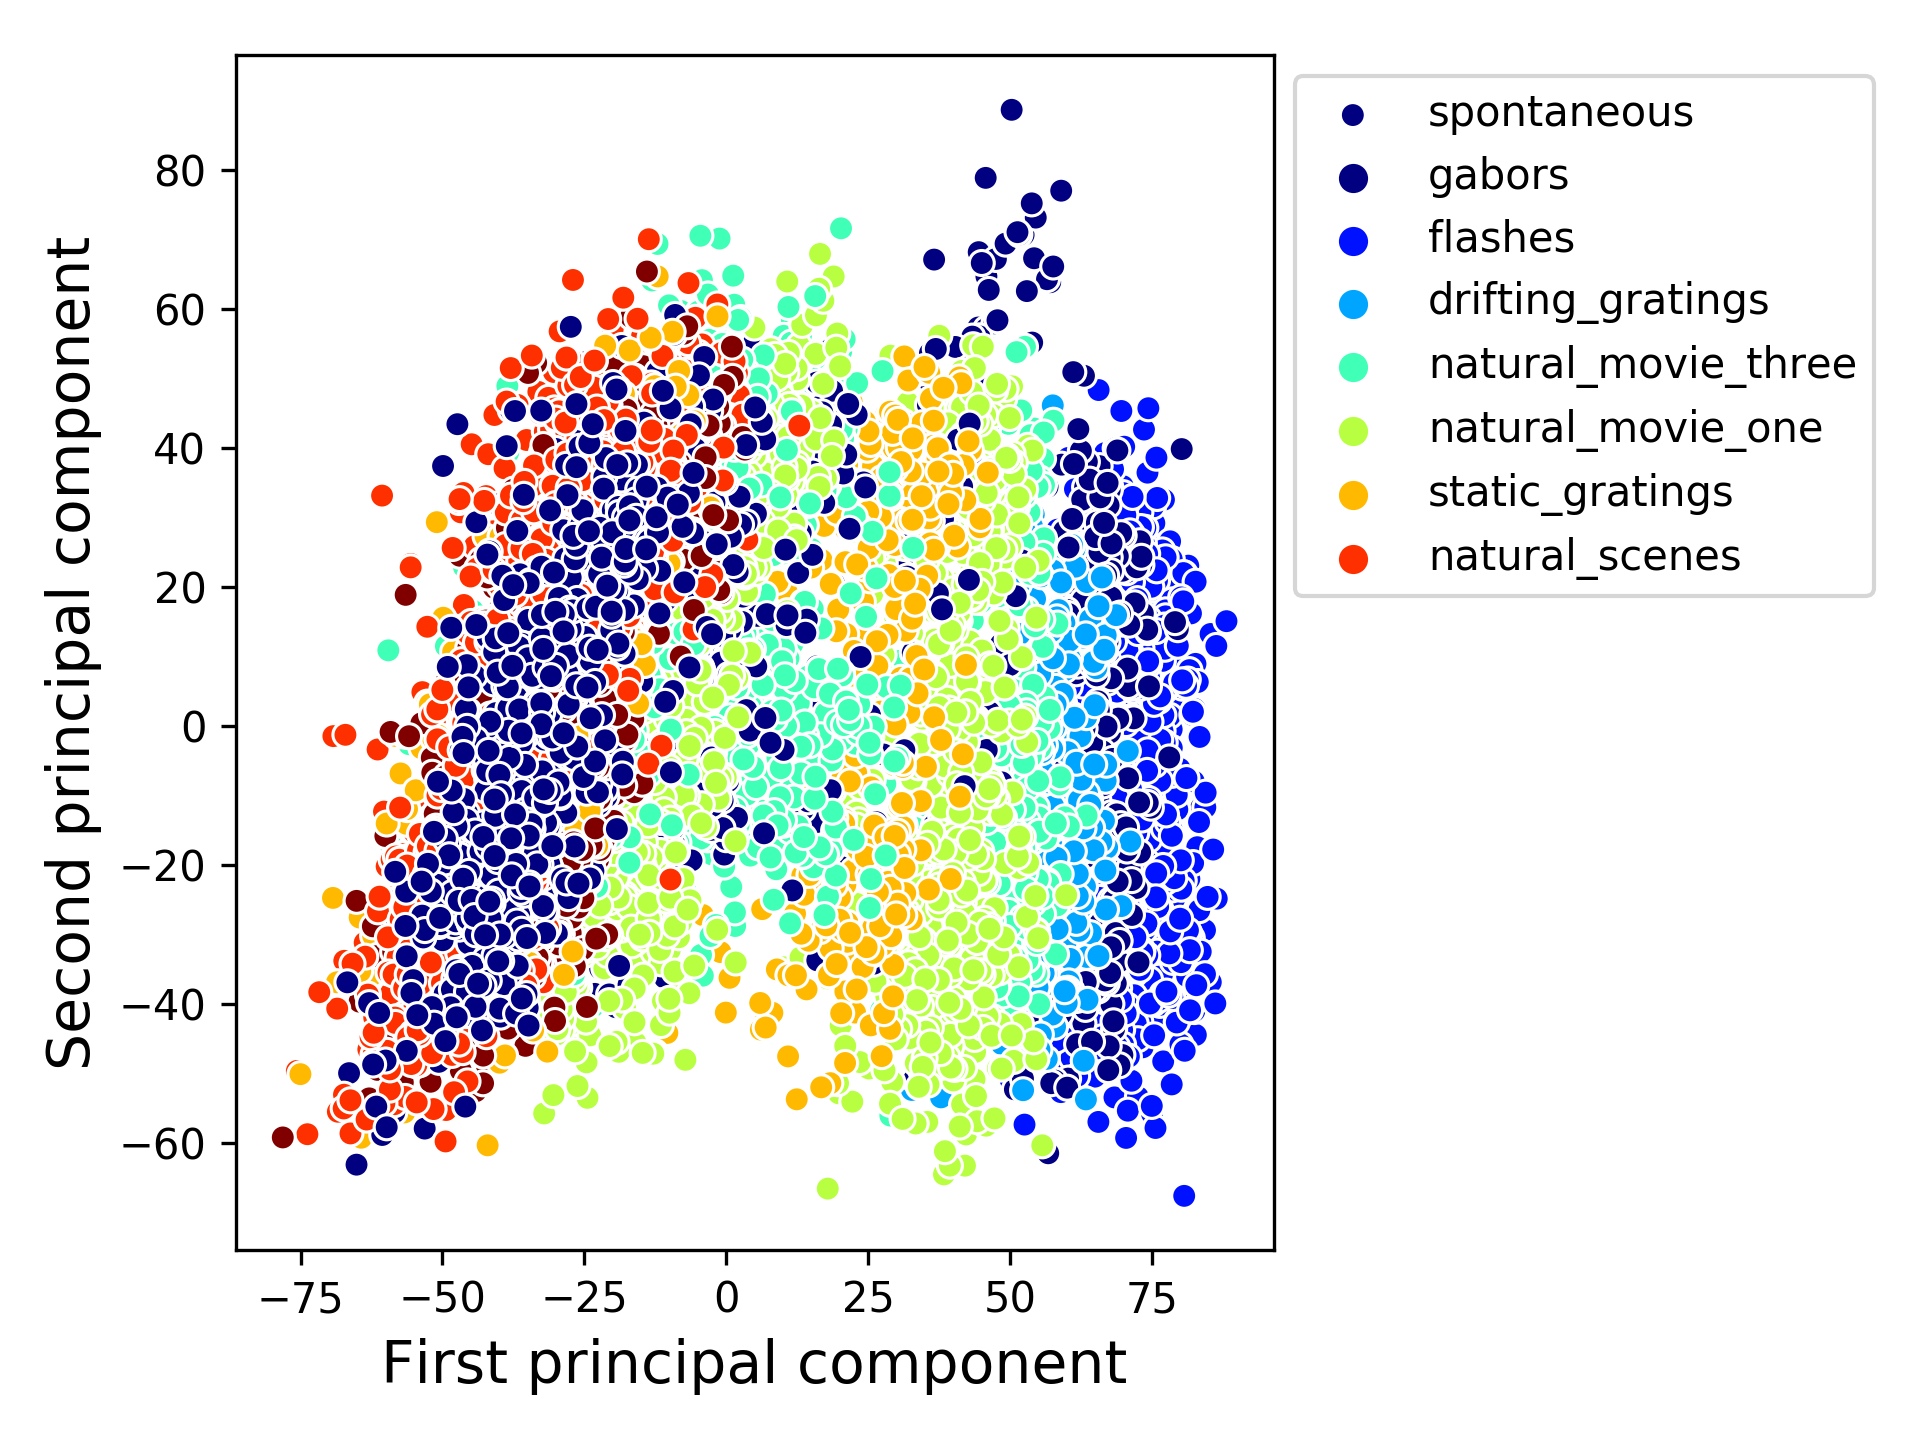 80
60
40
20
0
−20
−40
−60
Second principal component
−75 −50 −25 0 25 50 75
First principal component
spontaneous
gabors
flashes
drifting_gratings
natural_movie_three
natural_movie_one
static_gratings
natural_scenes